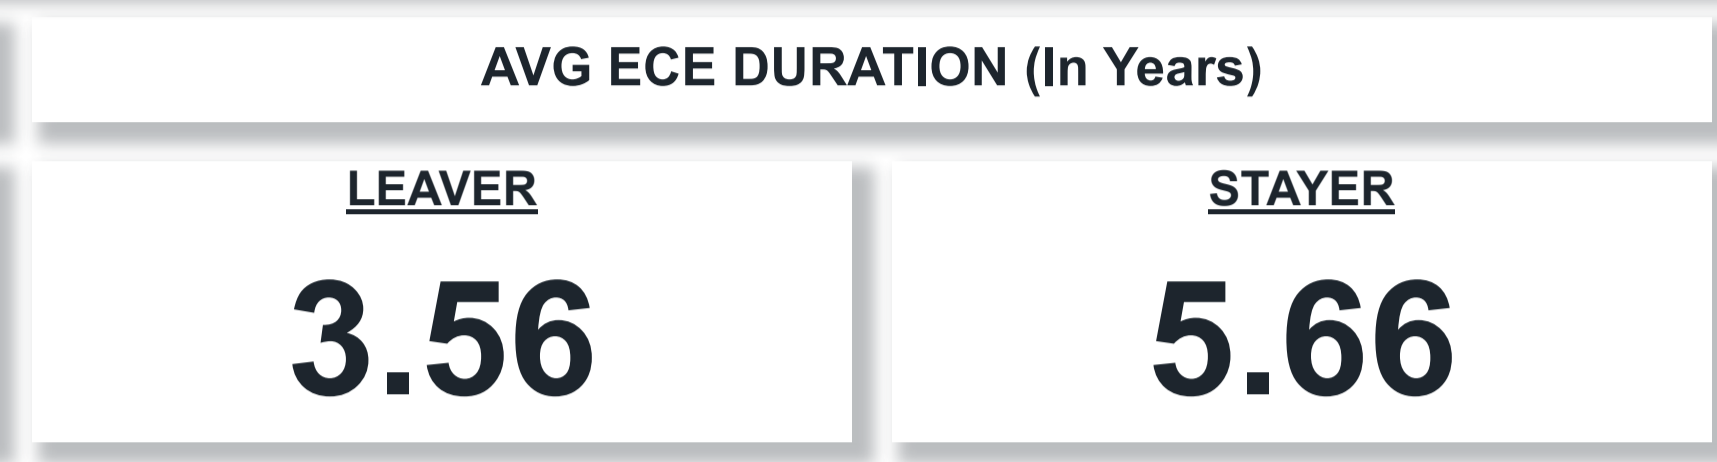 AVG ECE DURATION (In Years)
LEAVER
STAYER
3.56
5.66